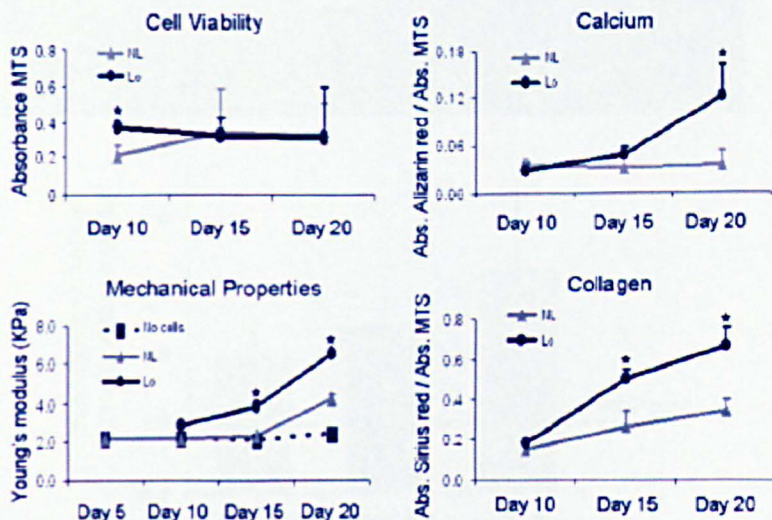 Cell Viability
Absorbance MTS
0.8
0.6
0.4
0.2
0
NL
Lo
*
Day 10 Day 15 Day 20
Calcium
Abs. Alizarin red / Abs. MTS
0.18
0.12
0.06
0.00
NL
Lo
*
Day 10 Day 15 Day 20
Mechanical Properties
Young's modulus (KPa)
8.0
6.0
4.0
2.0
0.0
No cells
NL
Lo
*
*
Day 5 Day 10 Day 15 Day 20
Collagen
Abs. Sirius red / Abs. MTS
0.8
0.6
0.4
0.2
0.0
NL
Lo
*
*
Day 10 Day 15 Day 20